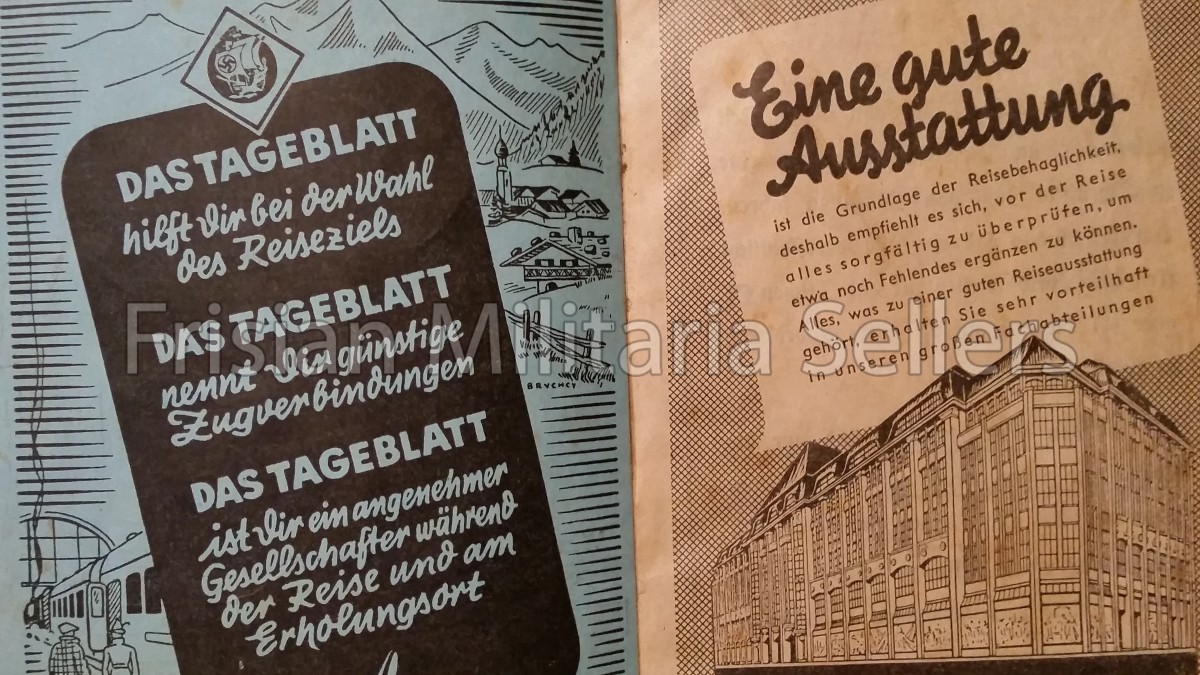 DAS TAGEBLATT
hilft Dir bei der Wahl
des Reiseziels
DAS TAGEBLATT
nennt Dir günstige
Zugverbindungen
DAS TAGEBLATT
ist Dir ein angenehmer
Gesellschafter während
der Reise und am
Erholungsort
BRYCHCY
Eine gute
Ausstattung
ist die Grundlage der Reisebehaglichkeit,
deshalb empfiehlt es sich, vor der Reise
alles sorgfältig zu überprüfen, um
etwa noch Fehlendes ergänzen zu können.
Alles, was zu einer guten Reiseausstattung
gehört, erhalten Sie sehr vorteilhaft
in unseren großen Fachabteilungen
Frisian Militaria Sellers